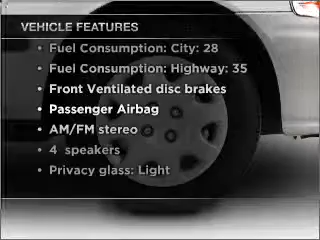 VEHICLE FEATURES
• Fuel Consumption: City: 28
• Fuel Consumption: Highway: 35
• Front Ventilated disc brakes
• Passenger Airbag
• AM/FM stereo
• 4 speakers
• Privacy glass: Light